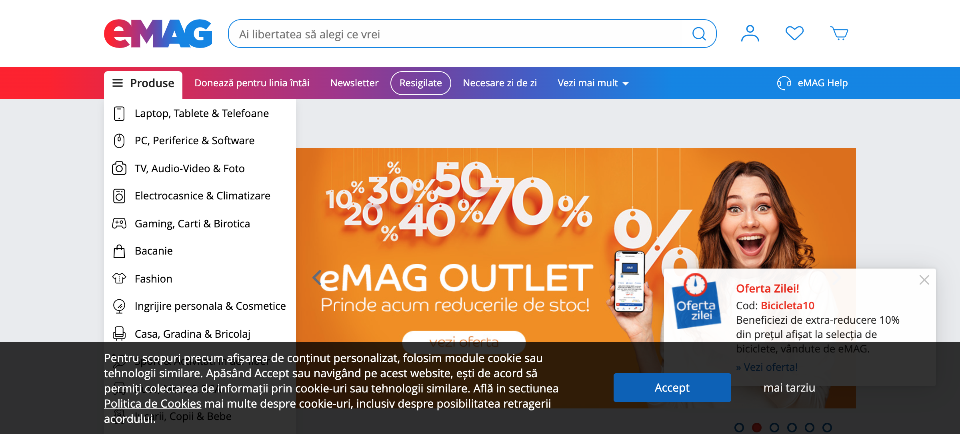 eMAG
Ai libertatea să alegi ce vrei
Produse
Donează pentru linia întâi
Newsletter
Resigilate
Necesare zi de zi
Vezi mai mult
eMAG Help
Laptop, Tablete & Telefoane
PC, Periferice & Software
TV, Audio-Video & Foto
Electrocasnice & Climatizare
Gaming, Carti & Birotica
Bacanie
Fashion
Ingrijire personala & Cosmetice
Casa, Gradina & Bricolaj
10% 20% 30% 40% 50% 70%
%
eMAG OUTLET
Prinde acum reducerile de stoc!
vezi oferta
Oferta
zilei
Oferta Zilei!
Cod: Bicicleta10
Beneficiezi de extra-reducere 10%
din prețul afișat la selecția de
biciclete, vândute de eMAG.
» Vezi oferta!
Pentru scopuri precum afișarea de conținut personalizat, folosim module cookie sau
tehnologii similare. Apăsând Accept sau navigând pe acest website, ești de acord să
permiți colectarea de informații prin cookie-uri sau tehnologii similare. Află in sectiunea
Politica de Cookies mai multe despre cookie-uri, inclusiv despre posibilitatea retragerii
acordului.
Accept
mai tarziu
, Copii & Bebe